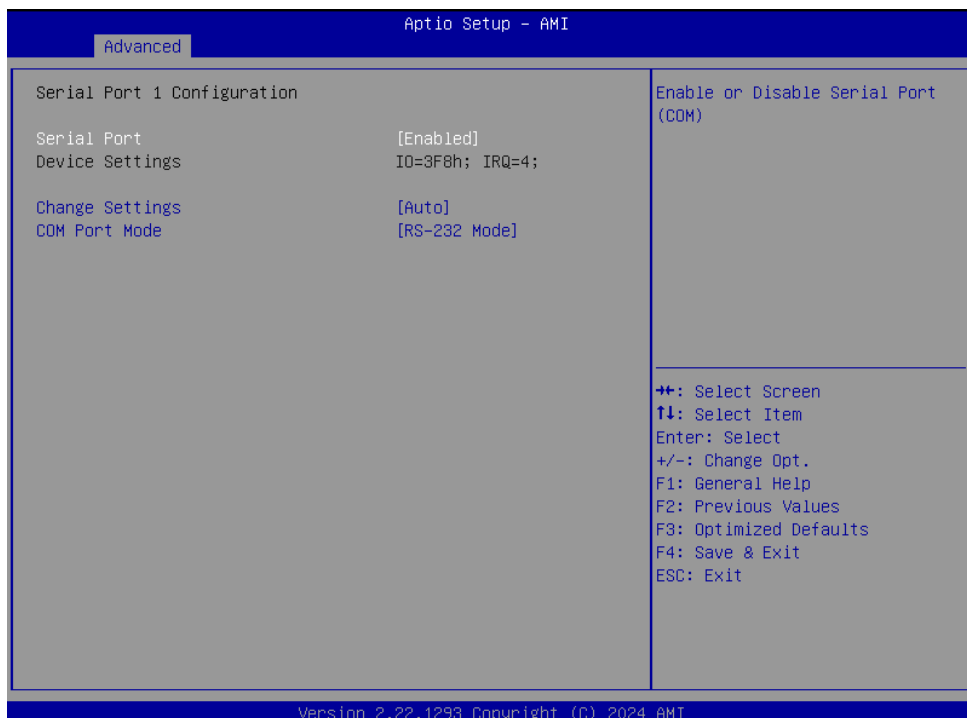 Aptio Setup - AMI
Advanced
Serial Port 1 Configuration
Serial Port [Enabled]
Device Settings IO=3F8h; IRQ=4;
Change Settings [Auto]
COM Port Mode [RS-232 Mode]
Enable or Disable Serial Port
(COM)
→←: Select Screen
↑↓: Select Item
Enter: Select
+/-: Change Opt.
F1: General Help
F2: Previous Values
F3: Optimized Defaults
F4: Save & Exit
ESC: Exit
Version 2.22.1293 Copyright (C) 2024 AMI